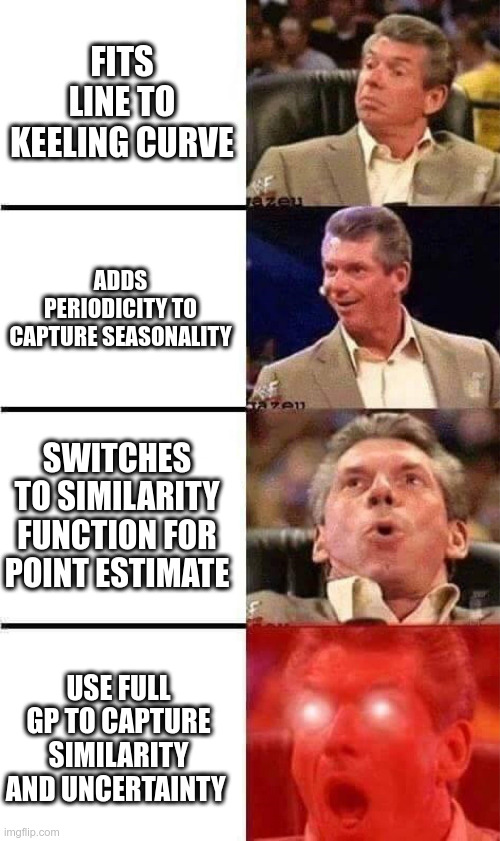 FITS
LINE TO
KEELING CURVE
ADDS
PERIODICITY TO
CAPTURE SEASONALITY
SWITCHES
TO SIMILARITY
FUNCTION FOR
POINT ESTIMATE
USE FULL
GP TO CAPTURE
SIMILARITY
AND UNCERTAINTY
imgflip.com